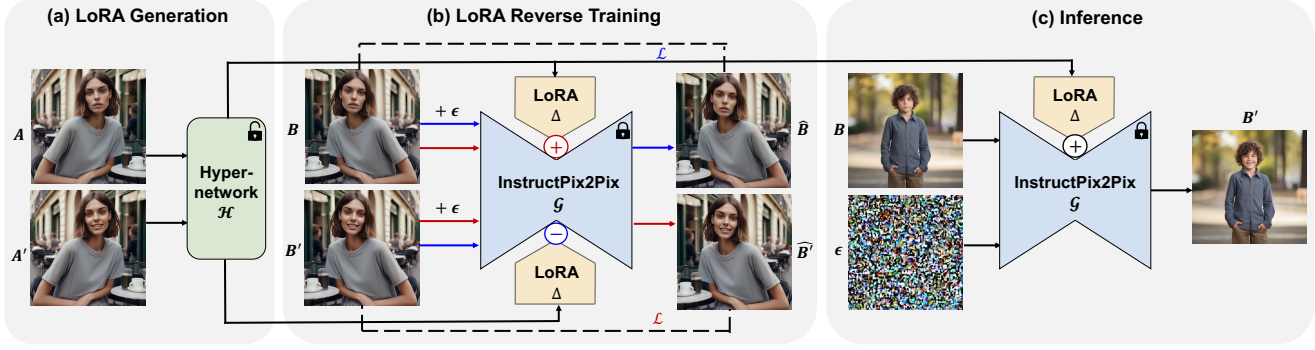 (a) LoRA Generation
A
A'
Hyper-
network
ℋ
(b) LoRA Reverse Training
ℒ
B
+ ϵ
B'
+ ϵ
LoRA
Δ
+
InstructPix2Pix
𝒢
−
LoRA
Δ
B̂
B̂'
ℒ
(c) Inference
B
ϵ
LoRA
Δ
+
InstructPix2Pix
𝒢
B'